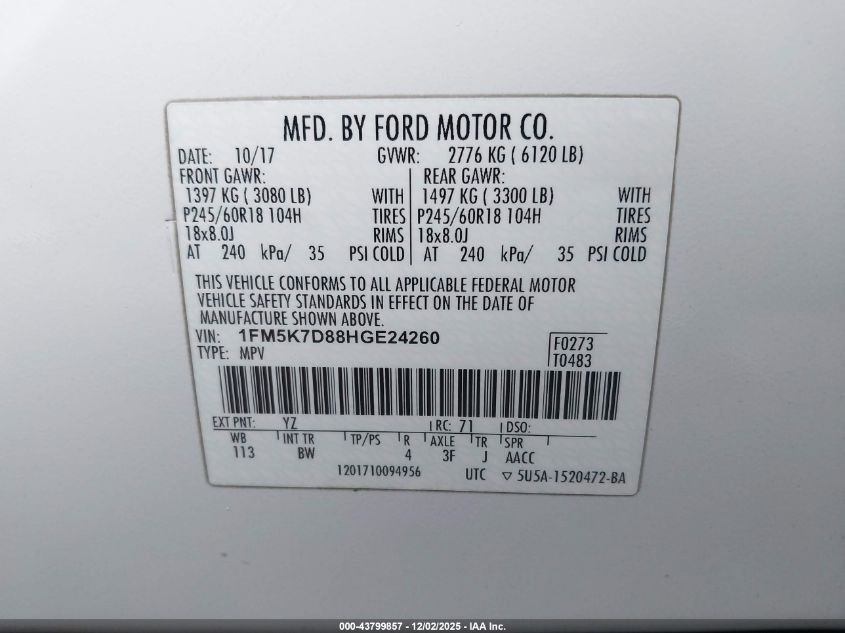 MFD. BY FORD MOTOR CO.
DATE: 10/17 GVWR: 2776 KG ( 6120 LB)
FRONT GAWR: REAR GAWR:
1397 KG ( 3080 LB) WITH 1497 KG ( 3300 LB) WITH
P245/60R18 104H TIRES P245/60R18 104H TIRES
18x8.0J RIMS 18x8.0J RIMS
AT 240 kPa/ 35 PSI COLD AT 240 kPa/ 35 PSI COLD
THIS VEHICLE CONFORMS TO ALL APPLICABLE FEDERAL MOTOR
VEHICLE SAFETY STANDARDS IN EFFECT ON THE DATE OF
MANUFACTURE SHOWN ABOVE.
VIN: 1FM5K7D88HGE24260
TYPE: MPV
F0273
T0483
EXT PNT: YZ RC: 71 DSO:
WB INT TR TP/PS R AXLE TR SPR
113 BW 4 3F J AACC
1201710094956 UTC ▽ 5U5A-1520472-BA
000-43799857 - 12/02/2025 - IAA Inc.